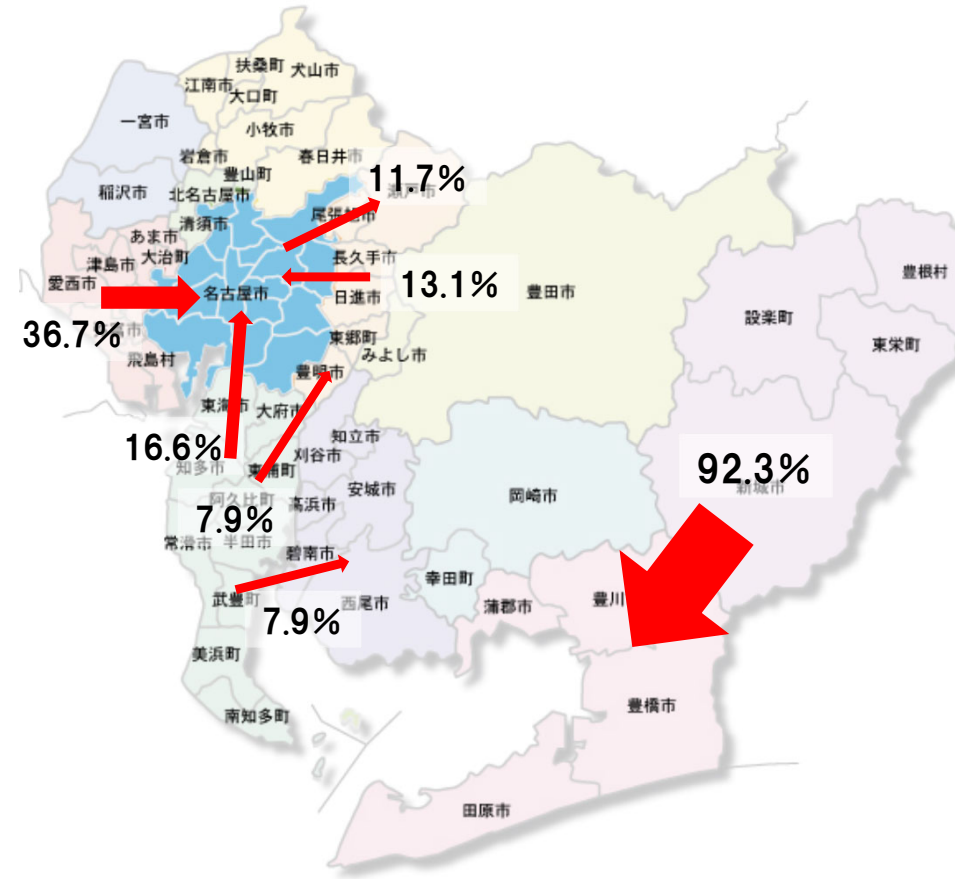 扶桑町
犬山市
江南市
大口町
一宮市
小牧市
岩倉市
春日井市
豊山町
11.7%
稲沢市
北名古屋市
瀬戸市
清須市
尾張旭市
あま市
大治町
津島市
長久手市
愛西市
名古屋市
日進市
13.1%
豊田市
豊根村
設楽町
36.7%
東郷町
東栄町
飛島村
みよし市
豊明市
東海市
大府市
16.6%
知立市
知多市
東浦町
刈谷市
92.3%
新城市
阿久比町
高浜市
安城市
岡崎市
7.9%
常滑市
半田市
碧南市
武豊町
西尾市
幸田町
蒲郡市
豊川
7.9%
美浜町
南知多町
豊橋市
田原市